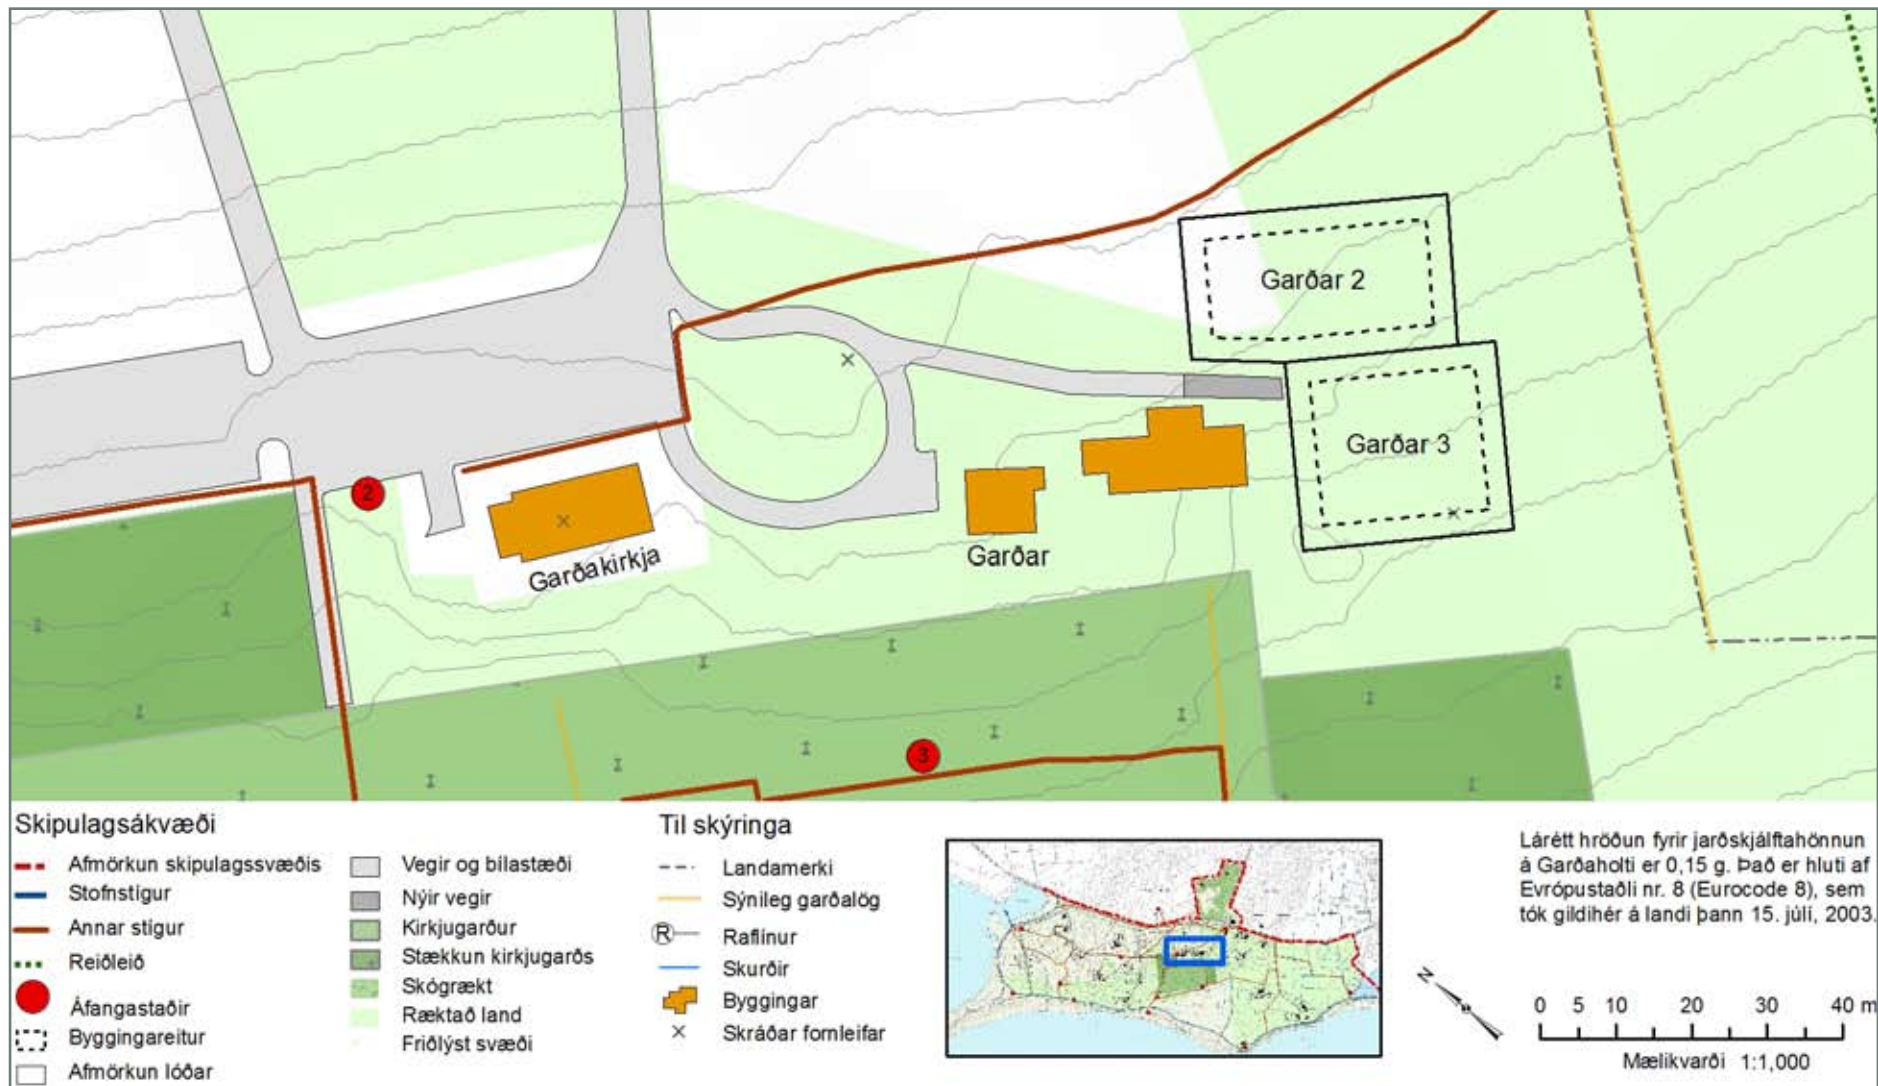 Garðar 2
Garðar 3
2
Garðakirkja
Garðar
3
Skipulagsákvæði
Afmörkun skipulagssvæðis
Stofnstígur
Annar stígur
Reiðleið
Áfangastaðir
Byggingareitur
Afmörkun lóðar
Vegir og bílastæði
Nýir vegir
Kirkjugarður
Stækkun kirkjugarðs
Skógrækt
Ræktað land
Friðlýst svæði
Til skýringa
Landamerki
Sýnileg garðalög
R
Raflínur
Skurðir
Byggingar
Skráðar fornleifar
Lárétt hröðun fyrir jarðskjálftahönnun
á Garðaholti er 0,15 g. Það er hluti af
Evrópustaðli nr. 8 (Eurocode 8), sem
tók gildihér á landi þann 15. júlí, 2003.
N
0 5 10 20 30 40 m
Mælikvarði 1:1,000